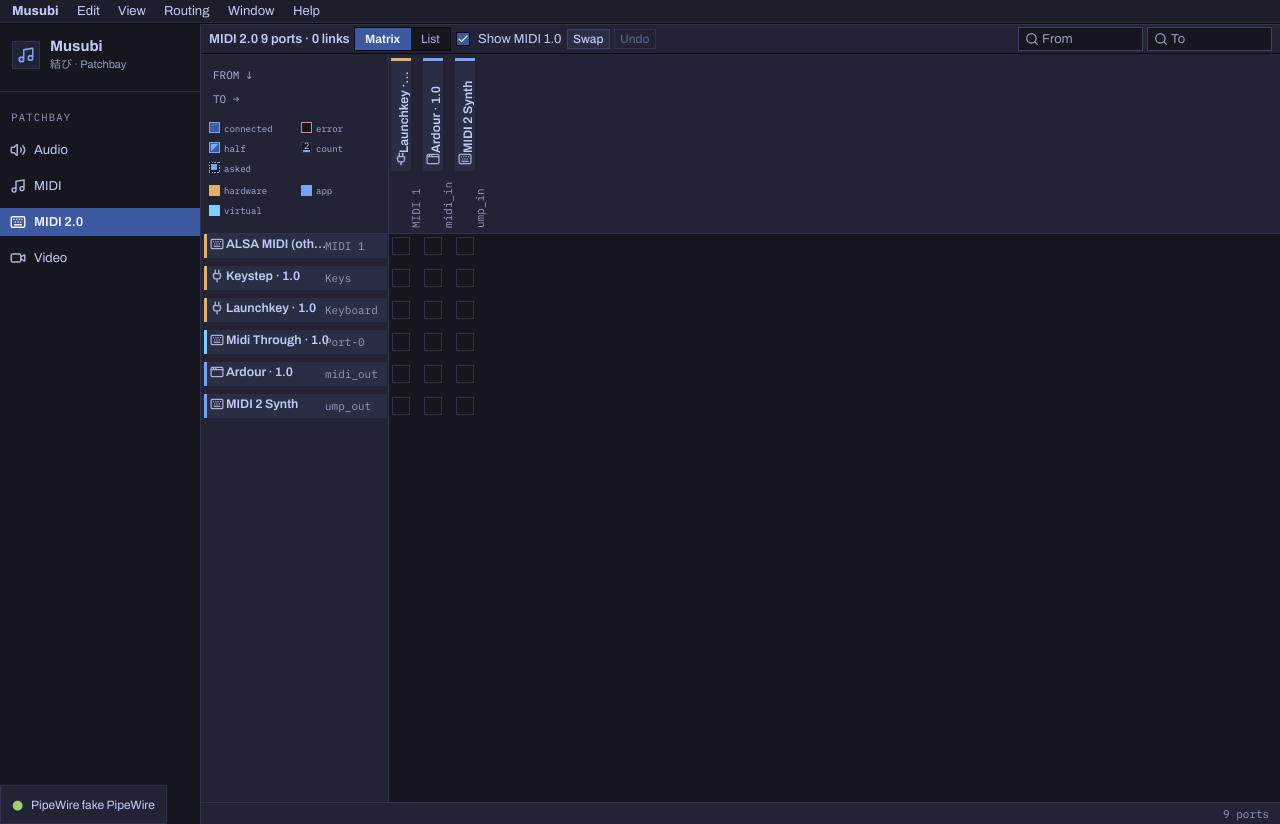 Musubi Edit View Routing Window Help
Musubi
結び · Patchbay
PATCHBAY
Audio
MIDI
MIDI 2.0
Video
PipeWire fake PipeWire
MIDI 2.0 9 ports · 0 links Matrix List Show MIDI 1.0 Swap Undo From To
FROM ↓
TO →
connected error
half 2 count
asked
hardware app
virtual
Launchkey ·…
Ardour · 1.0
MIDI 2 Synth
MIDI 1
midi_in
ump_in
ALSA MIDI (oth… MIDI 1
Keystep · 1.0 Keys
Launchkey · 1.0 Keyboard
Midi Through · 1.0 Port-0
Ardour · 1.0 midi_out
MIDI 2 Synth ump_out
9 ports